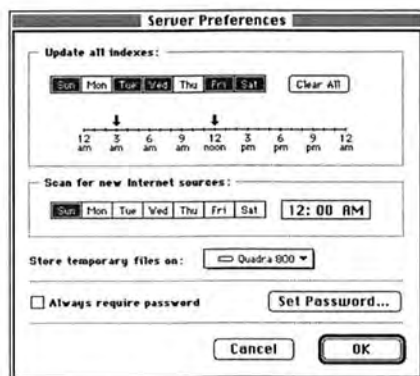 Server Preferences
Update all indexes:
Sun Mon Tue Wed Thu Fri Sat Clear All
12 am 3 am 6 am 9 am 12 noon 3 pm 6 pm 9 pm 12 am
Scan for new Internet sources:
Sun Mon Tue Wed Thu Fri Sat 12:00 AM
Store temporary files on: Quadra 800
Always require password Set Password...
Cancel OK